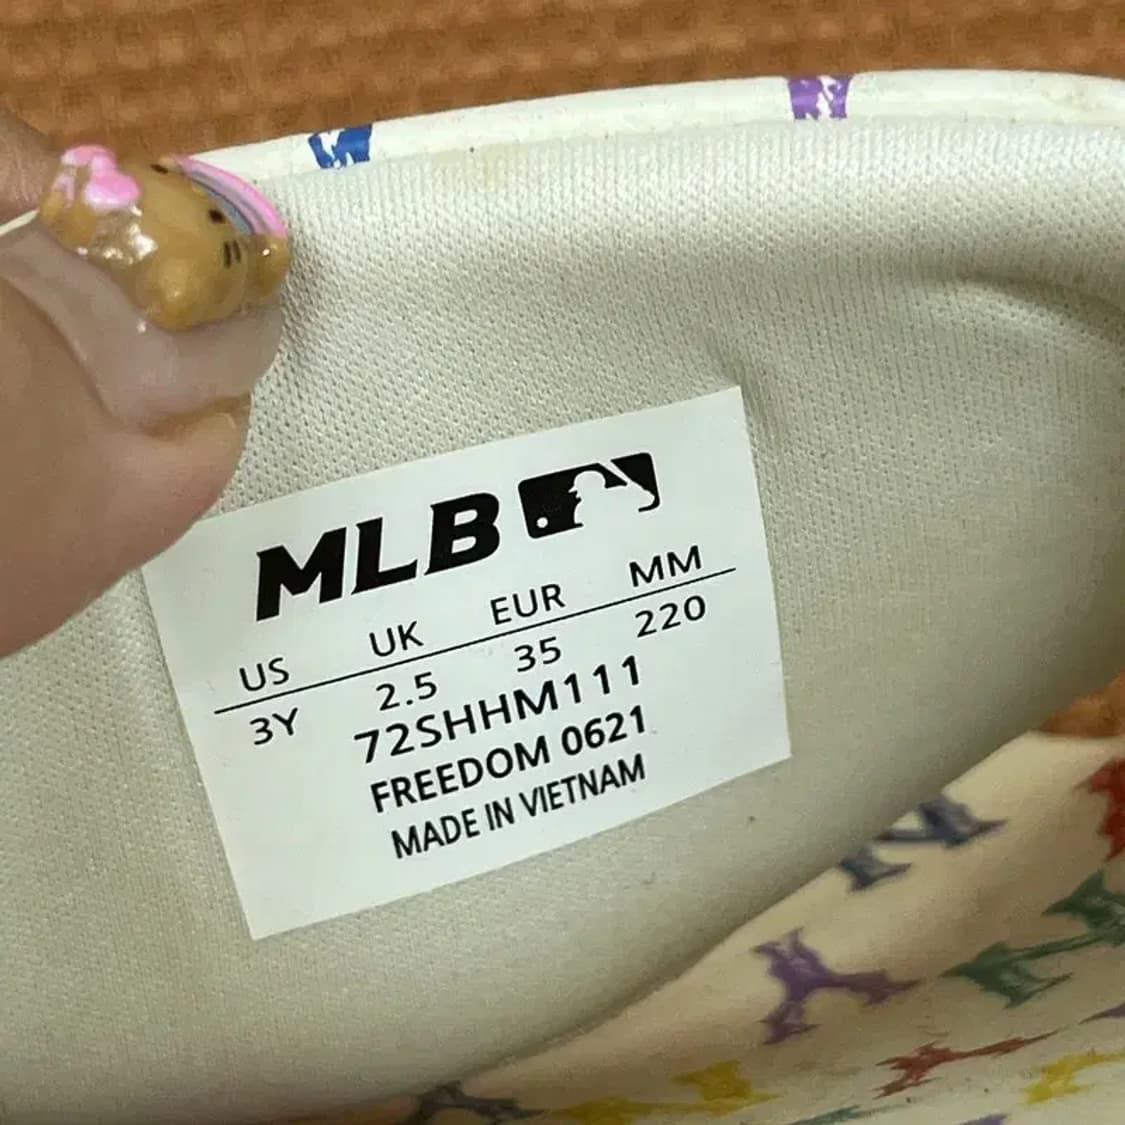 MLB
US UK EUR MM
3Y 2.5 35 220
72SHHM111
FREEDOM 0621
MADE IN VIETNAM